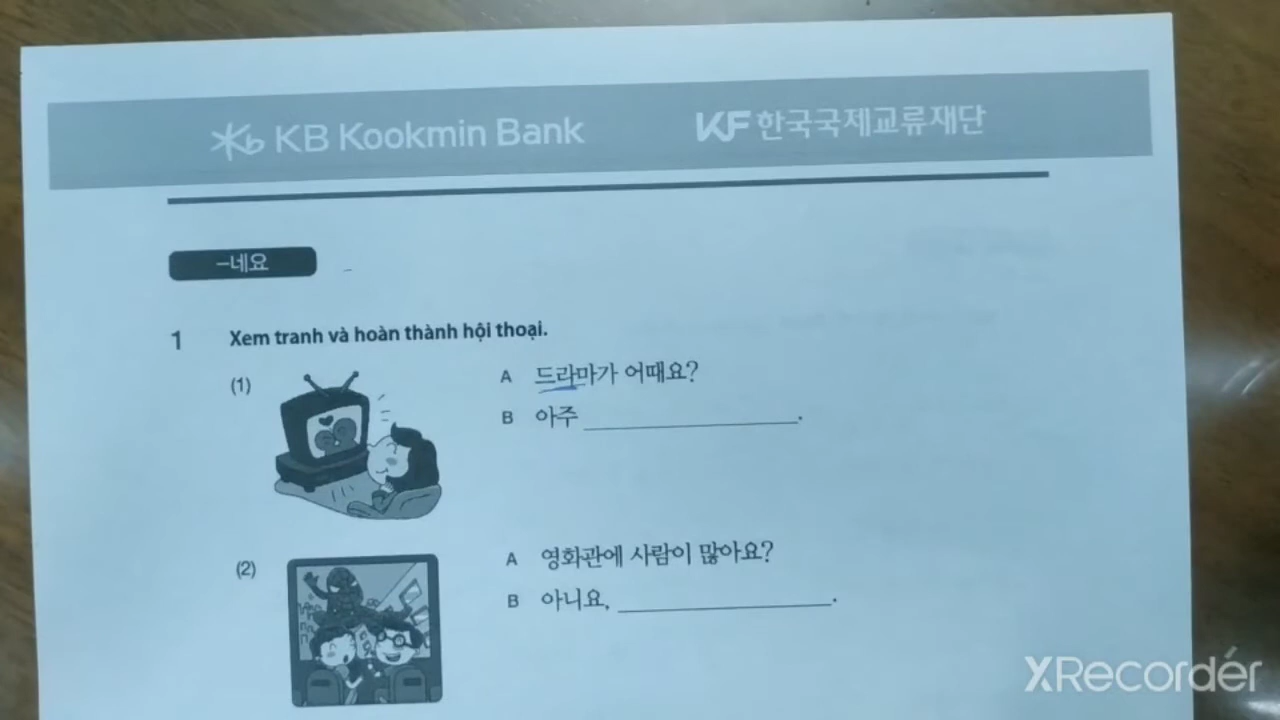 KB Kookmin Bank
KF 한국국제교류재단
-네요
1 Xem tranh và hoàn thành hội thoại.
(1)
A 드라마가 어때요?
B 아주 ____________.
(2)
A 영화관에 사람이 많아요?
B 아니요, ____________.
XRecorder